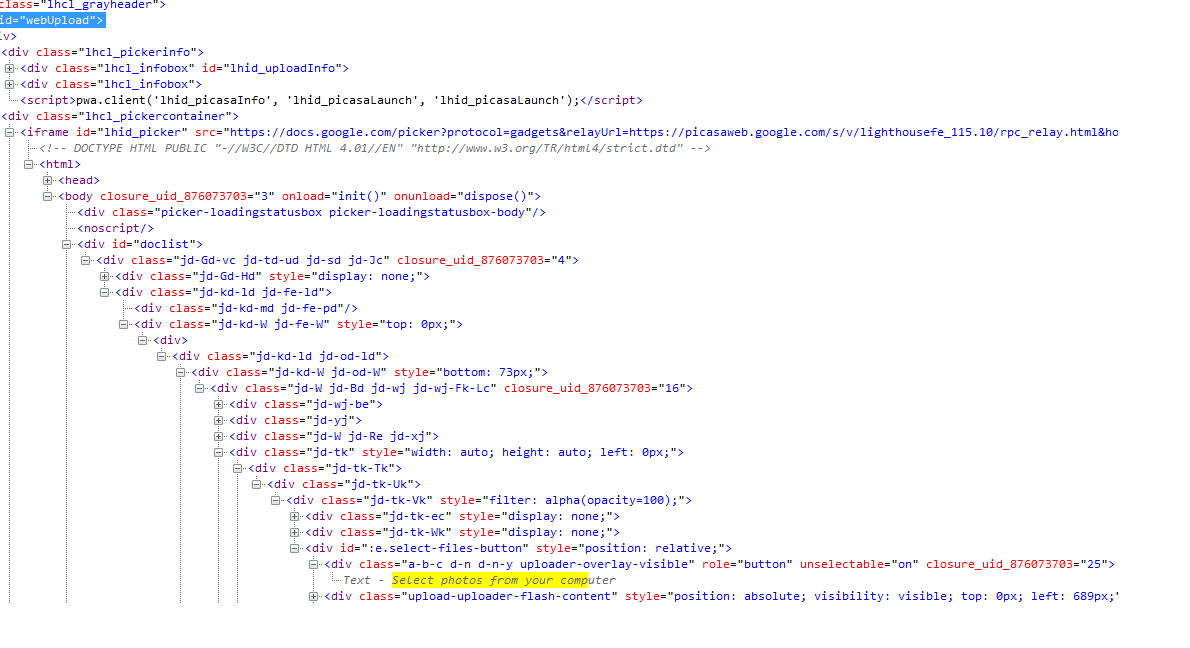 class="lhcl_grayheader">
id="webUpload">
iv>
<div class="lhcl_pickerinfo">
<div class="lhcl_infobox" id="lhid_uploadInfo">
<div class="lhcl_infobox">
<script>pwa.client('lhid_picasaInfo', 'lhid_picasaLaunch', 'lhid_picasaLaunch');</script>
<div class="lhcl_pickercontainer">
<iframe id="lhid_picker" src="https://docs.google.com/picker?protocol=gadgets&relayUrl=https://picasaweb.google.com/s/v/lighthousefe_115.10/rpc_relay.html&ho
<!-- DOCTYPE HTML PUBLIC "-//W3C//DTD HTML 4.01//EN" "http://www.w3.org/TR/html4/strict.dtd" -->
<html>
<head>
<body closure_uid_876073703="3" onload="init()" onunload="dispose()">
<div class="picker-loadingstatusbox picker-loadingstatusbox-body"/>
<noscript/>
<div id="doclist">
<div class="jd-Gd-vc jd-td-ud jd-sd jd-Jc" closure_uid_876073703="4">
<div class="jd-Gd-Hd" style="display: none;">
<div class="jd-kd-ld jd-fe-ld">
<div class="jd-kd-md jd-fe-pd"/>
<div class="jd-kd-W jd-fe-W" style="top: 0px;">
<div>
<div class="jd-kd-ld jd-od-ld">
<div class="jd-kd-W jd-od-W" style="bottom: 73px;">
<div class="jd-W jd-Bd jd-wj jd-wj-Fk-Lc" closure_uid_876073703="16">
<div class="jd-wj-be">
<div class="jd-yj">
<div class="jd-W jd-Re jd-xj">
<div class="jd-tk" style="width: auto; height: auto; left: 0px;">
<div class="jd-tk-Tk">
<div class="jd-tk-Uk">
<div class="jd-tk-Vk" style="filter: alpha(opacity=100);">
<div class="jd-tk-ec" style="display: none;">
<div class="jd-tk-Wk" style="display: none;">
<div id=":e.select-files-button" style="position: relative;">
<div class="a-b-c d-n d-n-y uploader-overlay-visible" role="button" unselectable="on" closure_uid_876073703="25">
Text - Select photos from your computer
<div class="upload-uploader-flash-content" style="position: absolute; visibility: visible; top: 0px; left: 689px;'